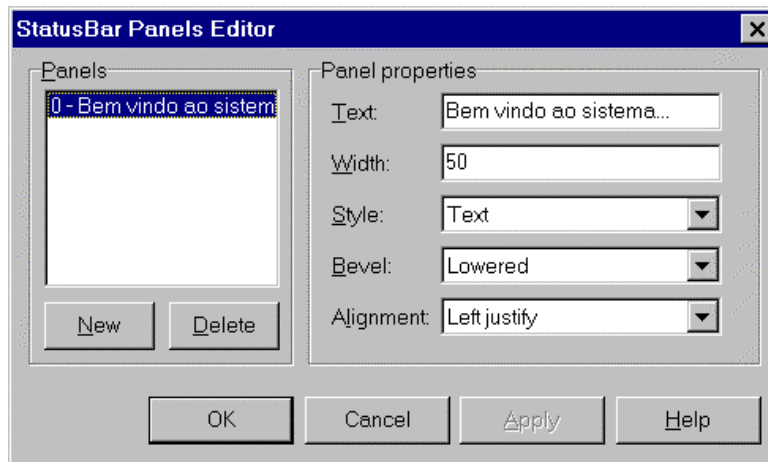 StatusBar Panels Editor
Panels
0 - Bem vindo ao sistem
New
Delete
Panel properties
Text:
Bem vindo ao sistema...
Width:
50
Style:
Text
Bevel:
Lowered
Alignment:
Left justify
OK
Cancel
Apply
Help